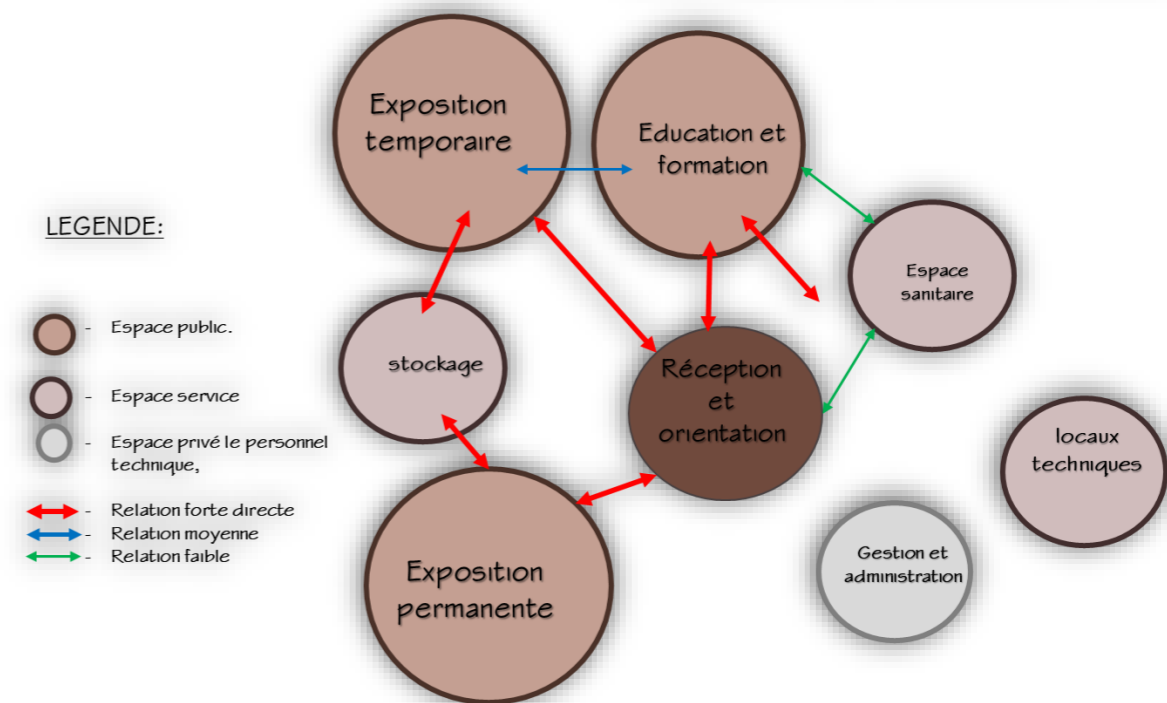 Exposition
temporaire
Education et
formation
LEGENDE:
Espace
sanitaire
- Espace public.
stockage
Réception
et
orientation
- Espace service
- Espace privé le personnel
technique,
locaux
techniques
- Relation forte directe
- Relation moyenne
- Relation faible
Gestion et
administration
Exposition
permanente